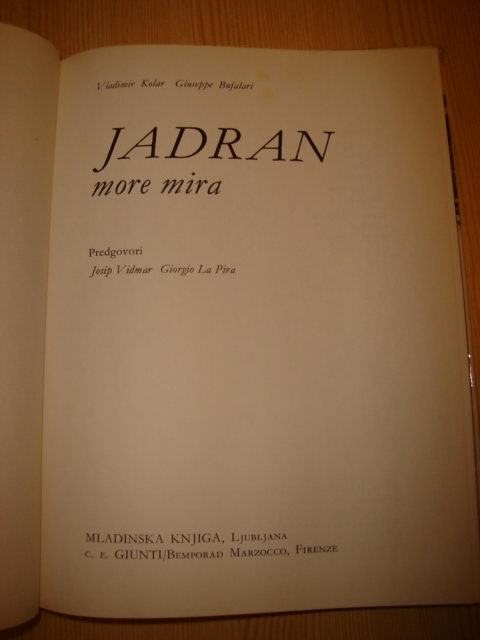 Vladimir Kolar Giuseppe Bufalari
JADRAN
more mira
Predgovori
Josip Vidmar Giorgio La Pira
MLADINSKA KNJIGA, LJUBLJANA
C. E. GIUNTI/BEMPORAD MARZOCCO, FIRENZE